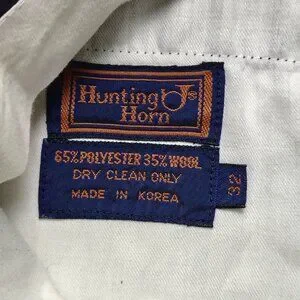 Hunting
Horn
65% POLYESTER 35% WOOL
DRY CLEAN ONLY
MADE IN KOREA
32